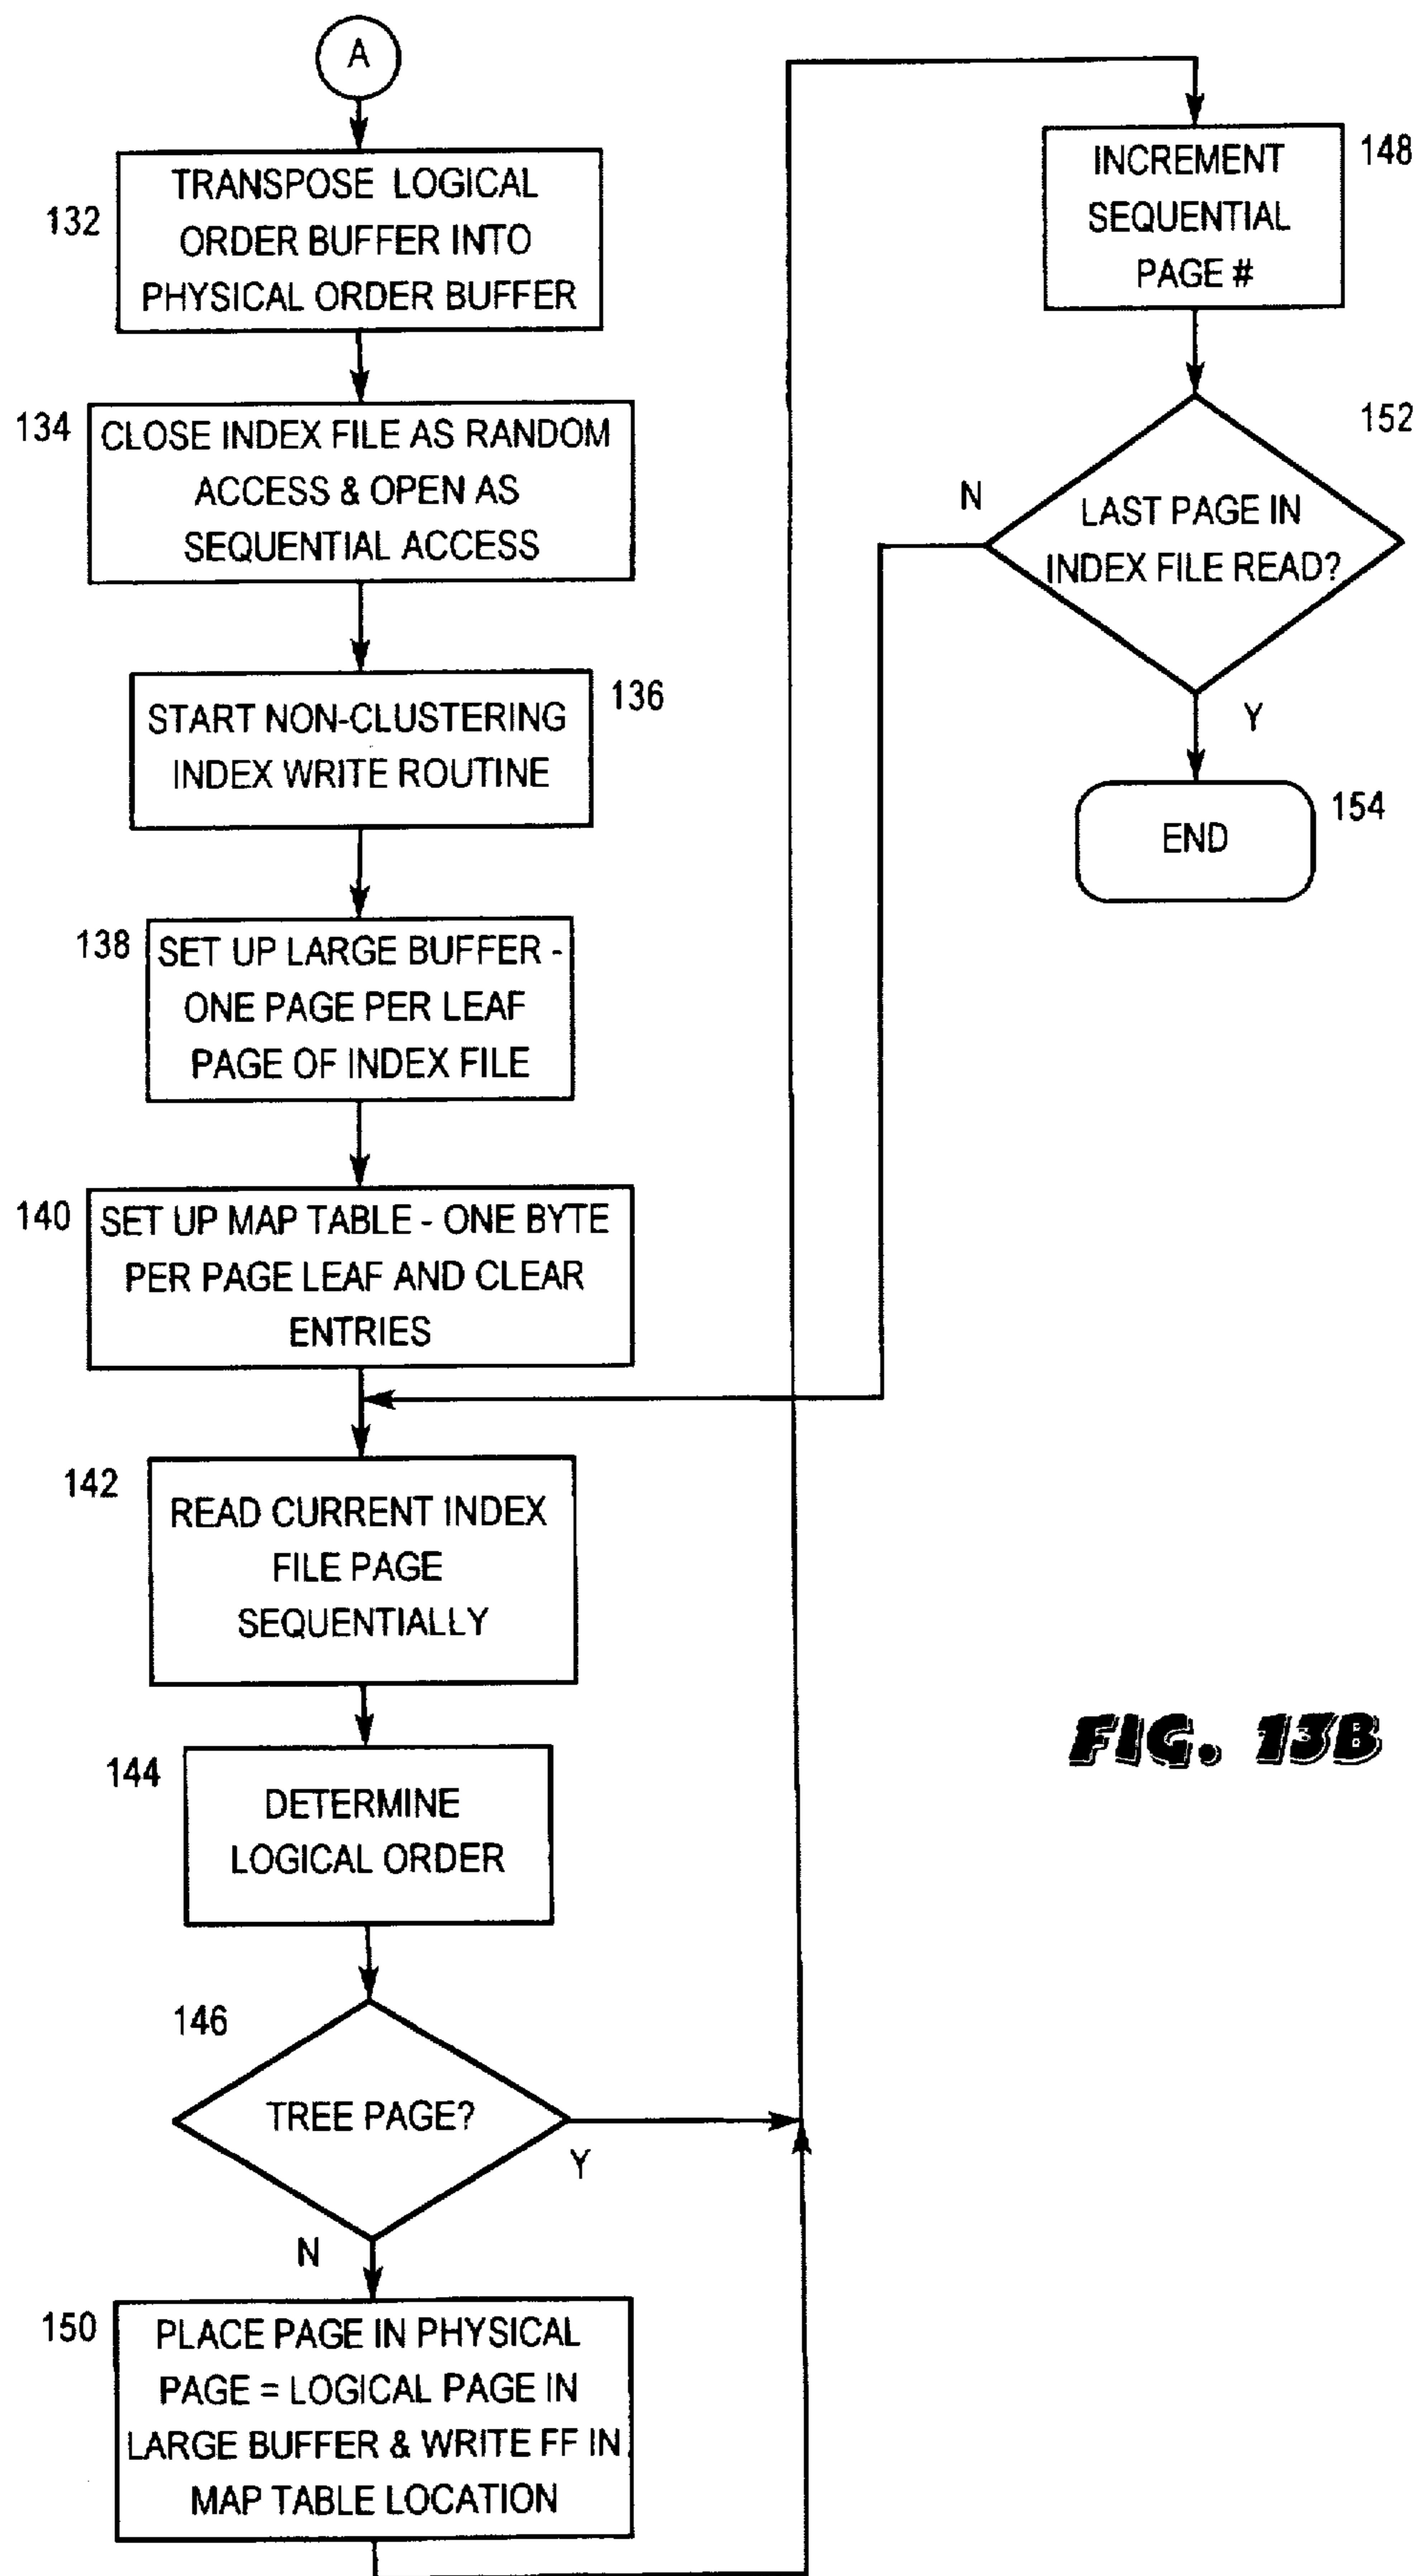 A
132
TRANSPOSE LOGICAL
ORDER BUFFER INTO
PHYSICAL ORDER BUFFER
134
CLOSE INDEX FILE AS RANDOM
ACCESS & OPEN AS
SEQUENTIAL ACCESS
136
START NON-CLUSTERING
INDEX WRITE ROUTINE
138
SET UP LARGE BUFFER -
ONE PAGE PER LEAF
PAGE OF INDEX FILE
140
SET UP MAP TABLE - ONE BYTE
PER PAGE LEAF AND CLEAR
ENTRIES
142
READ CURRENT INDEX
FILE PAGE
SEQUENTIALLY
144
DETERMINE
LOGICAL ORDER
146
TREE PAGE?
Y
N
150
PLACE PAGE IN PHYSICAL
PAGE = LOGICAL PAGE IN
LARGE BUFFER & WRITE FF IN
MAP TABLE LOCATION
148
INCREMENT
SEQUENTIAL
PAGE #
152
N
LAST PAGE IN
INDEX FILE READ?
Y
154
END
FIG. 13B